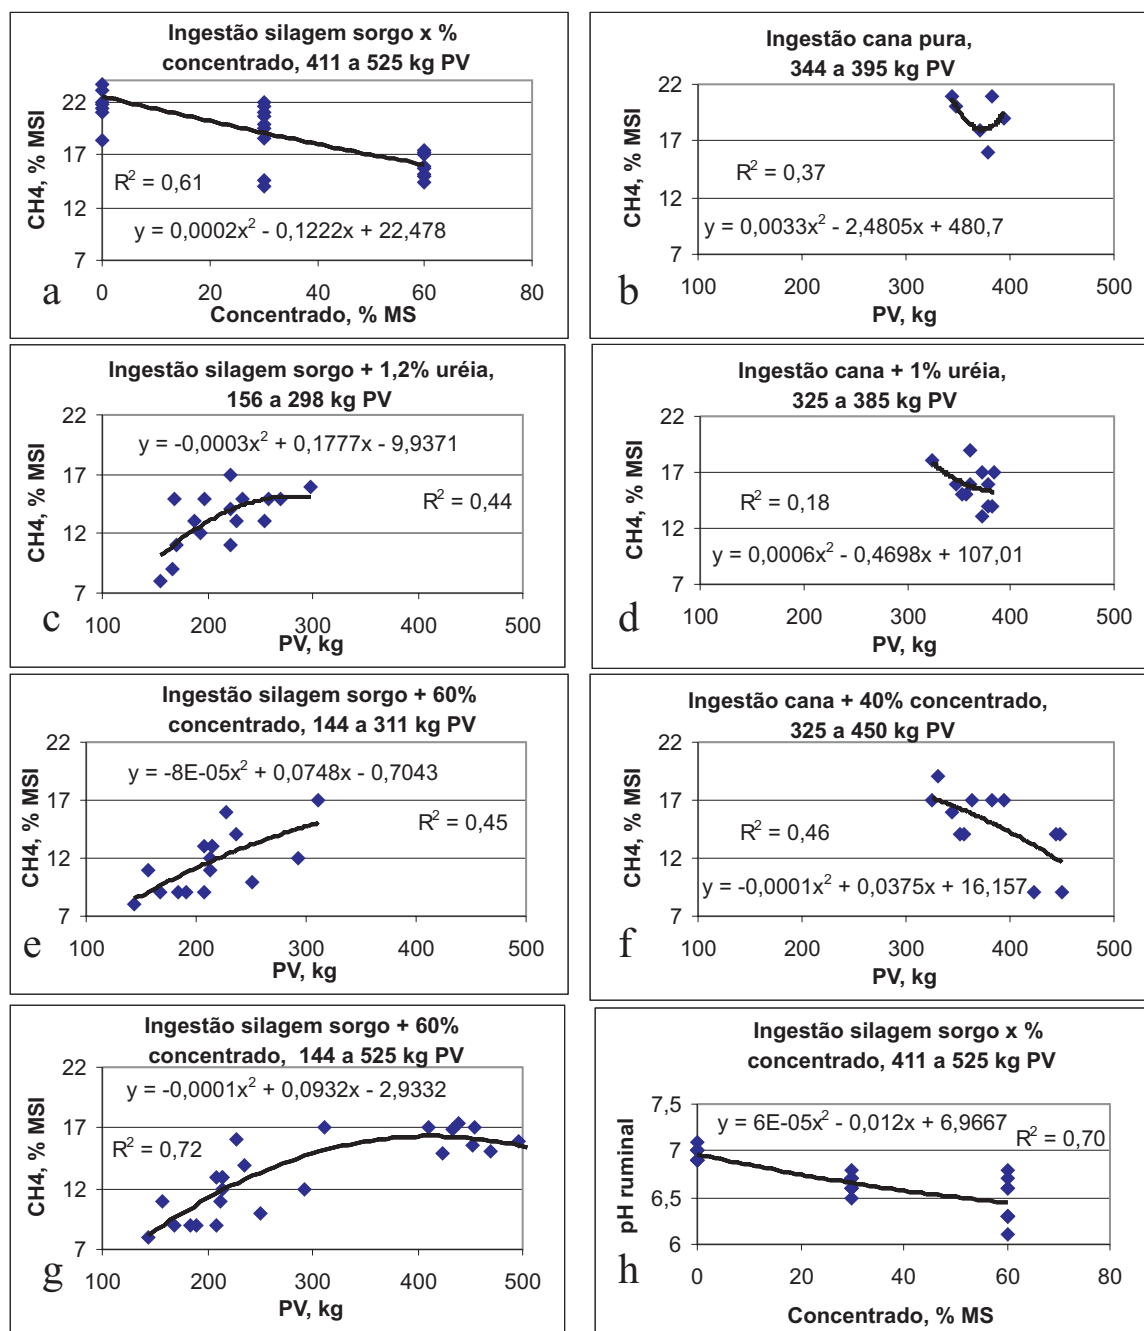 Ingestão silagem sorgo x %
concentrado, 411 a 525 kg PV
CH4, % MSI
22
17
12
7
R² = 0,61
y = 0,0002x² - 0,1222x + 22,478
0 20 40 60 80
Concentrado, % MS
a
Ingestão cana pura,
344 a 395 kg PV
CH4, % MSI
22
17
12
7
R² = 0,37
y = 0,0033x² - 2,4805x + 480,7
100 200 300 400 500
PV, kg
b
Ingestão silagem sorgo + 1,2% uréia,
156 a 298 kg PV
CH4, % MSI
22
17
12
7
y = -0,0003x² + 0,1777x - 9,9371
R² = 0,44
100 200 300 400 500
PV, kg
c
Ingestão cana + 1% uréia,
325 a 385 kg PV
CH4, % MSI
22
17
12
7
R² = 0,18
y = 0,0006x² - 0,4698x + 107,01
100 200 300 400 500
PV, kg
d
Ingestão silagem sorgo + 60%
concentrado, 144 a 311 kg PV
CH4, % MSI
22
17
12
7
y = -8E-05x² + 0,0748x - 0,7043
R² = 0,45
100 200 300 400 500
PV, kg
e
Ingestão cana + 40% concentrado,
325 a 450 kg PV
CH4, % MSI
22
17
12
7
R² = 0,46
y = -0,0001x² + 0,0375x + 16,157
100 200 300 400 500
PV, kg
f
Ingestão silagem sorgo + 60%
concentrado, 144 a 525 kg PV
CH4, % MSI
22
17
12
7
y = -0,0001x² + 0,0932x - 2,9332
R² = 0,72
100 200 300 400 500
PV, kg
g
Ingestão silagem sorgo x %
concentrado, 411 a 525 kg PV
pH ruminal
7,5
7
6,5
6
y = 6E-05x² - 0,012x + 6,9667
R² = 0,70
0 20 40 60 80
Concentrado, % MS
h